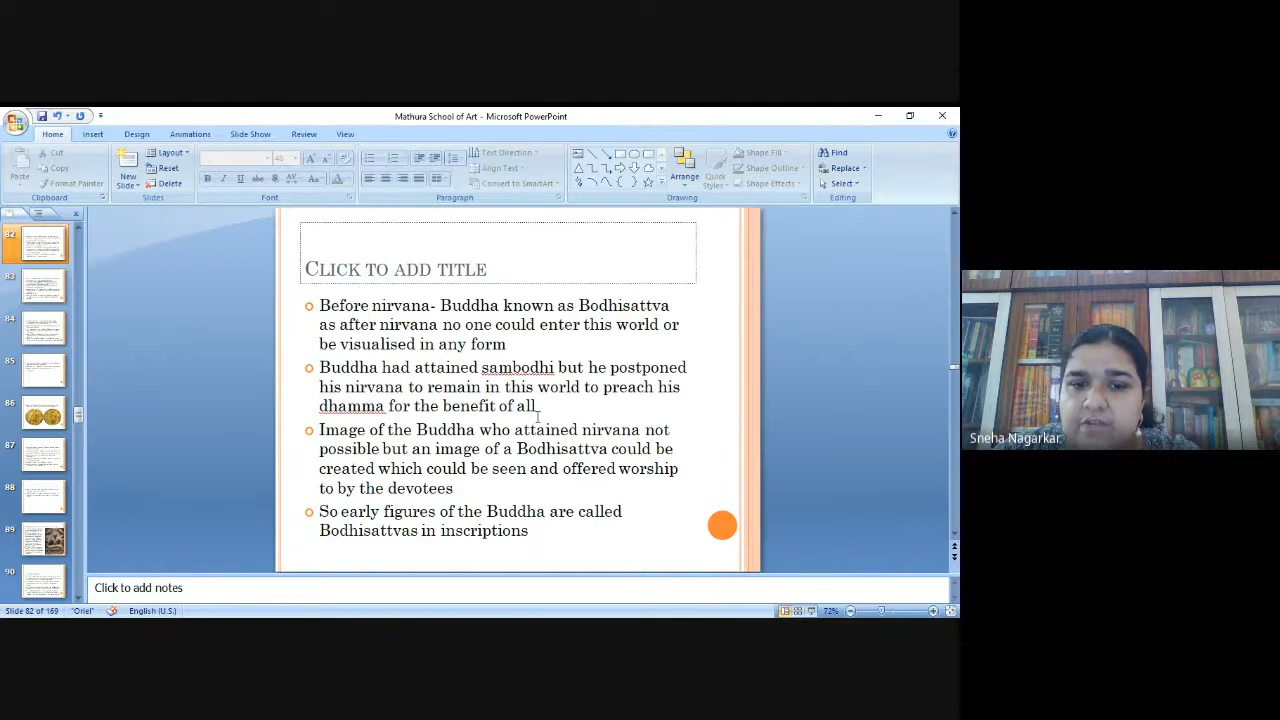 Mathura School of Art - Microsoft PowerPoint
Home Insert Design Animations Slide Show Review View
Paste
Cut
Copy
Format Painter
Clipboard
New Slide
Layout
Reset
Delete
Slides
48
Font
Text Direction
Align Text
Convert to SmartArt
Paragraph
Arrange
Quick Styles
Shape Fill
Shape Outline
Shape Effects
Drawing
Find
Replace
Select
Editing
82
83
84
85
86
87
88
89
90
CLICK TO ADD TITLE
Before nirvana- Buddha known as Bodhisattva
as after nirvana no one could enter this world or
be visualised in any form
Buddha had attained sambodhi but he postponed
his nirvana to remain in this world to preach his
dhamma for the benefit of all
Image of the Buddha who attained nirvana not
possible but an image of a Bodhisattva could be
created which could be seen and offered worship
to by the devotees
So early figures of the Buddha are called
Bodhisattvas in inscriptions
Click to add notes
Slide 82 of 169 "Oriel" English (U.S.) 72%
Sneha Nagarkar